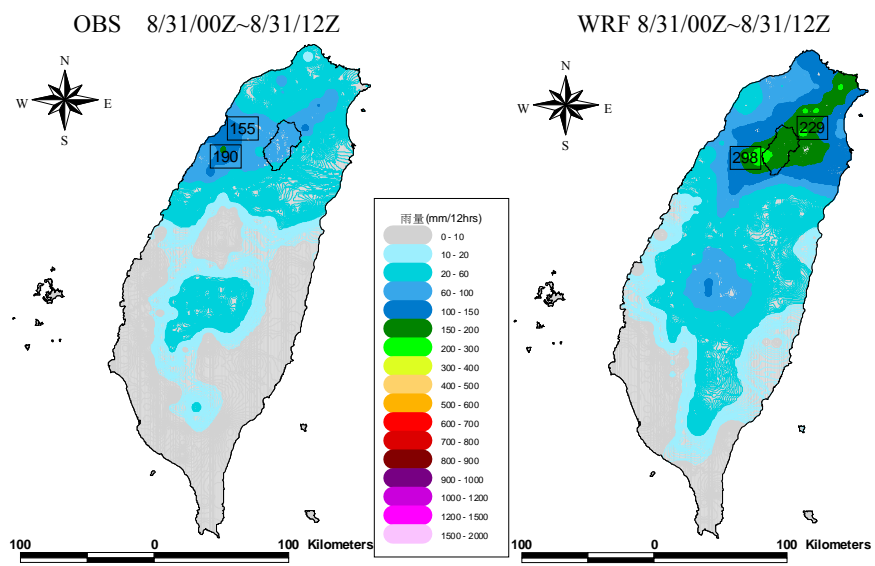 OBS 8/31/00Z~8/31/12Z
WRF 8/31/00Z~8/31/12Z
N
W E
S
N
W E
S
155
190
229
298
雨量(mm/12hrs)
0 - 10
10 - 20
20 - 60
60 - 100
100 - 150
150 - 200
200 - 300
300 - 400
400 - 500
500 - 600
600 - 700
700 - 800
800 - 900
900 - 1000
1000 - 1200
1200 - 1500
1500 - 2000
100 0 100 Kilometers
100 0 100 Kilometers